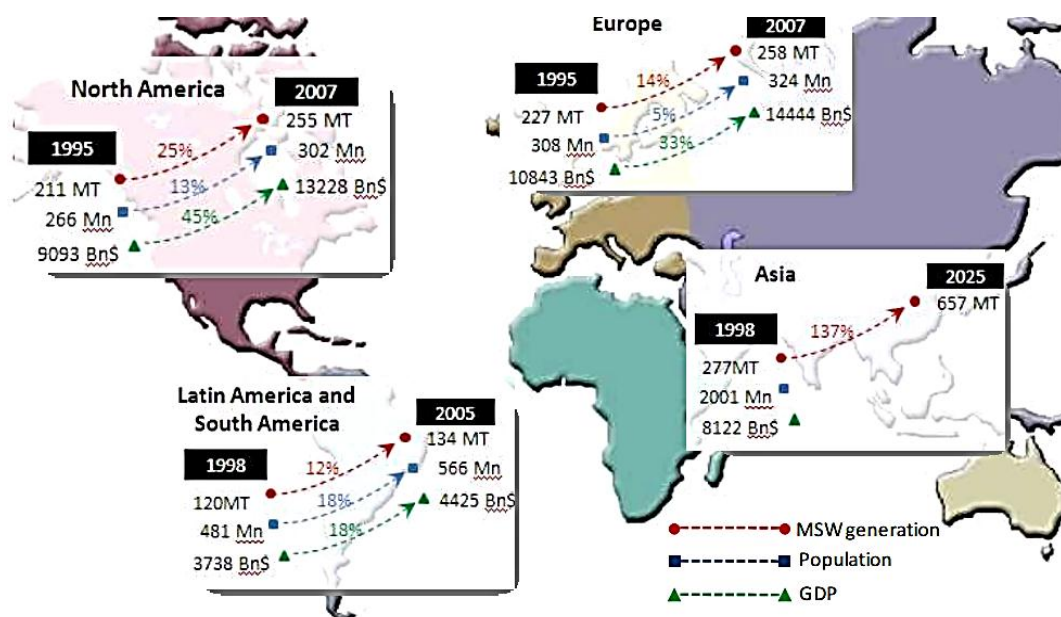 North America
2007
255 MT
1995
25%
302 Mn
211 MT
13%
13228 Bn$
266 Mn
45%
9093 Bn$
Europe
2007
258 MT
1995
14%
324 Mn
227 MT
5%
14444 Bn$
308 Mn
33%
10843 Bn$
Asia
2025
657 MT
1998
137%
277MT
2001 Mn
8122 Bn$
Latin America and
South America
2005
134 MT
1998
12%
566 Mn
120MT
18%
4425 Bn$
481 Mn
18%
3738 Bn$
MSW generation
Population
GDP